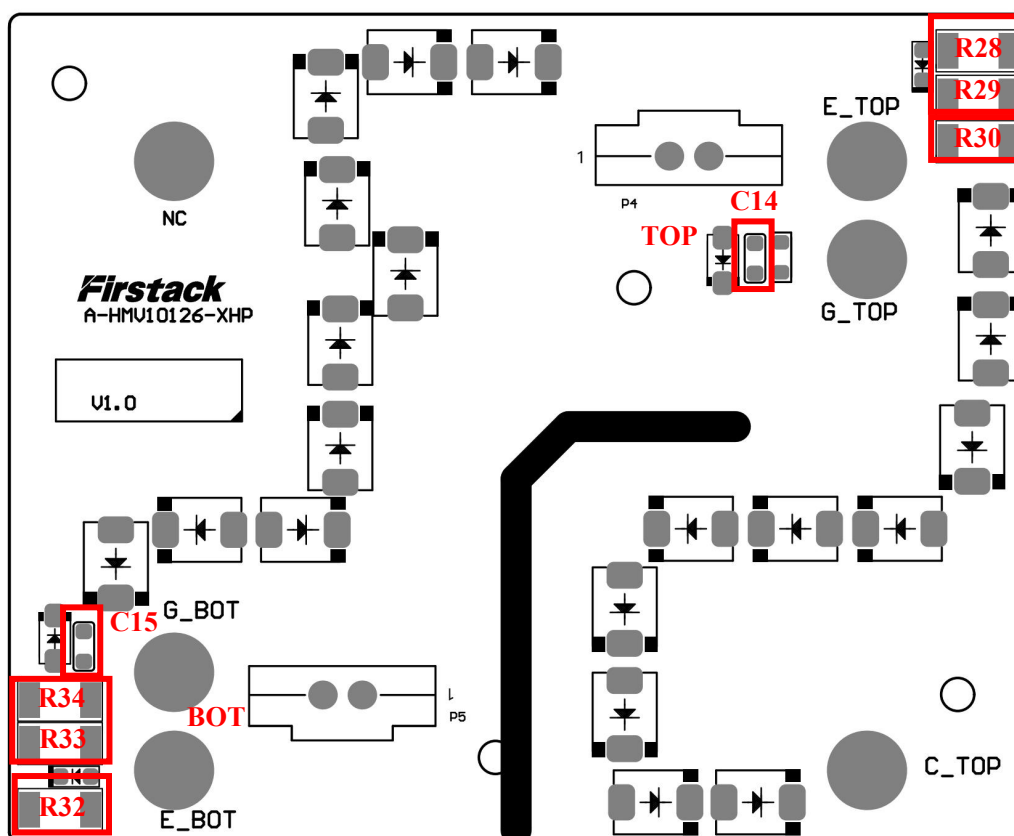 R28
R29
E_TOP
R30
1
P4
C14
NC
TOP
Firstack
A-HMV10126-XHP
G_TOP
V1.0
G_BOT
C15
R34
1
BOT
P5
R33
C_TOP
R32
E_BOT